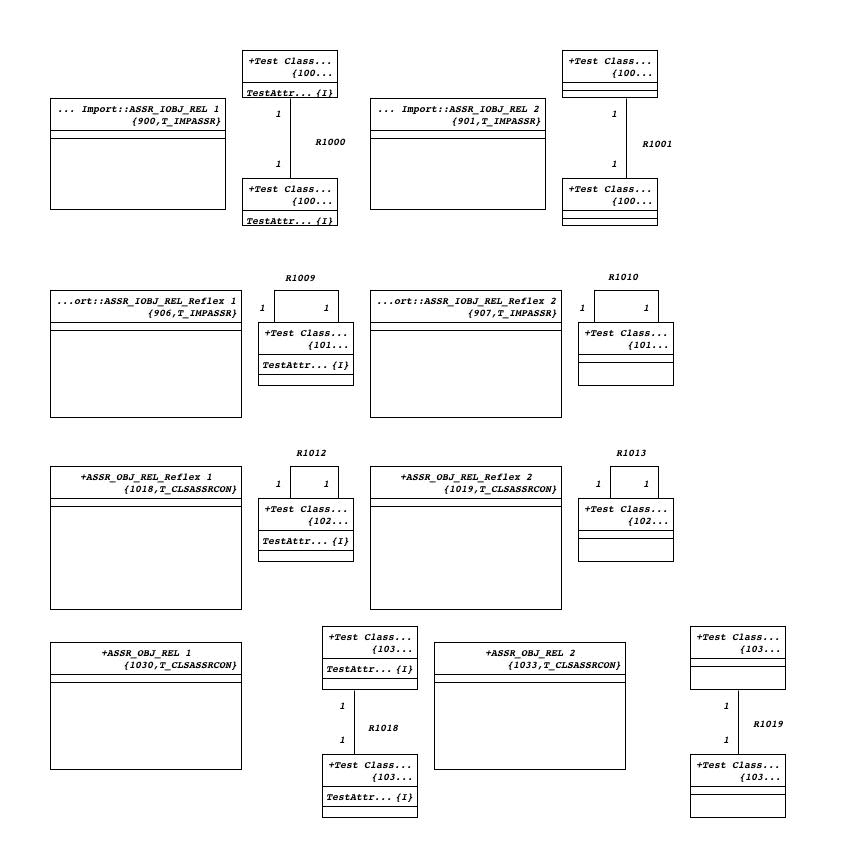 +Test Class...
{100...
TestAttr... {I}
... Import::ASSR_IOBJ_REL 1
{900,T_IMPASSR}
1
R1000
1
+Test Class...
{100...
TestAttr... {I}
+Test Class...
{100...
... Import::ASSR_IOBJ_REL 2
{901,T_IMPASSR}
1
R1001
1
+Test Class...
{100...
R1009
...ort::ASSR_IOBJ_REL_Reflex 1
{906,T_IMPASSR}
1
1
+Test Class...
{101...
TestAttr... {I}
R1010
...ort::ASSR_IOBJ_REL_Reflex 2
{907,T_IMPASSR}
1
1
+Test Class...
{101...
R1012
+ASSR_OBJ_REL_Reflex 1
{1018,T_CLSASSRCON}
1
1
+Test Class...
{102...
TestAttr... {I}
R1013
+ASSR_OBJ_REL_Reflex 2
{1019,T_CLSASSRCON}
1
1
+Test Class...
{102...
+ASSR_OBJ_REL 1
{1030,T_CLSASSRCON}
+Test Class...
{103...
TestAttr... {I}
1
R1018
1
+Test Class...
{103...
TestAttr... {I}
+ASSR_OBJ_REL 2
{1033,T_CLSASSRCON}
+Test Class...
{103...
1
R1019
1
+Test Class...
{103...